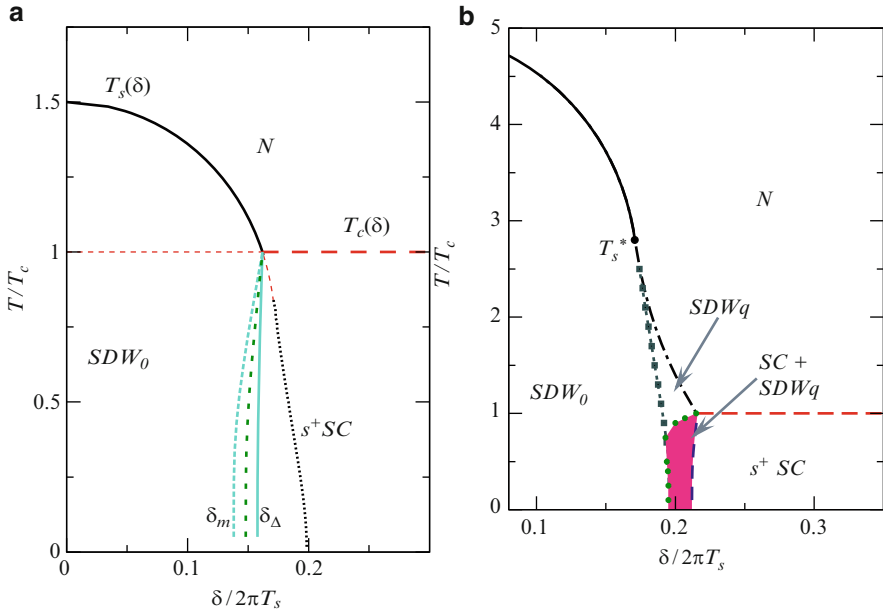 a
T_s(δ)
1.5
N
T_c(δ)
1
T/T_c
SDW_0
0.5
s^+ SC
δ_m
δ_Δ
0
0
0.1
0.2
δ/2πT_s
b
5
4
N
3
T_s^*
T/T_c
2
SDWq
SC +
SDWq
SDW_0
1
s^+ SC
0
0.1
0.2
0.3
δ/2πT_s